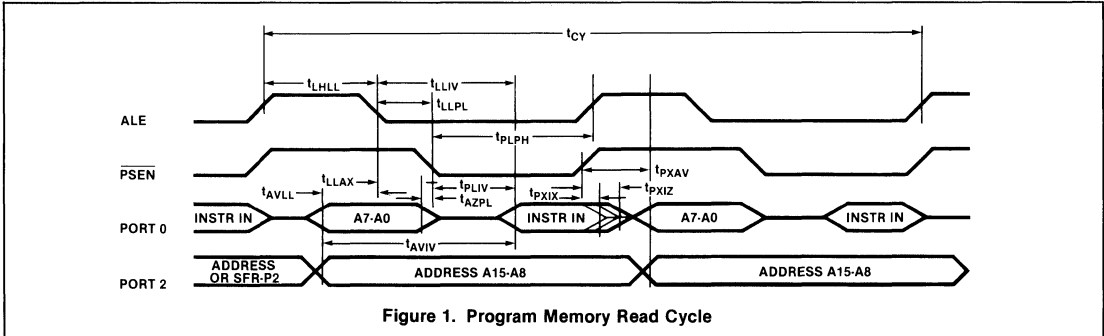 tCY
tLHLL
tLLIV
tLLPL
ALE
tPLPH
PSEN
tPXAV
tLLAX
tPLIV
tPXIZ
tAVLL
tAZPL
tPXIX
INSTR IN
A7-A0
INSTR IN
A7-A0
INSTR IN
PORT 0
tAVIV
ADDRESS
OR SFR-P2
ADDRESS A15-A8
ADDRESS A15-A8
PORT 2
Figure 1. Program Memory Read Cycle